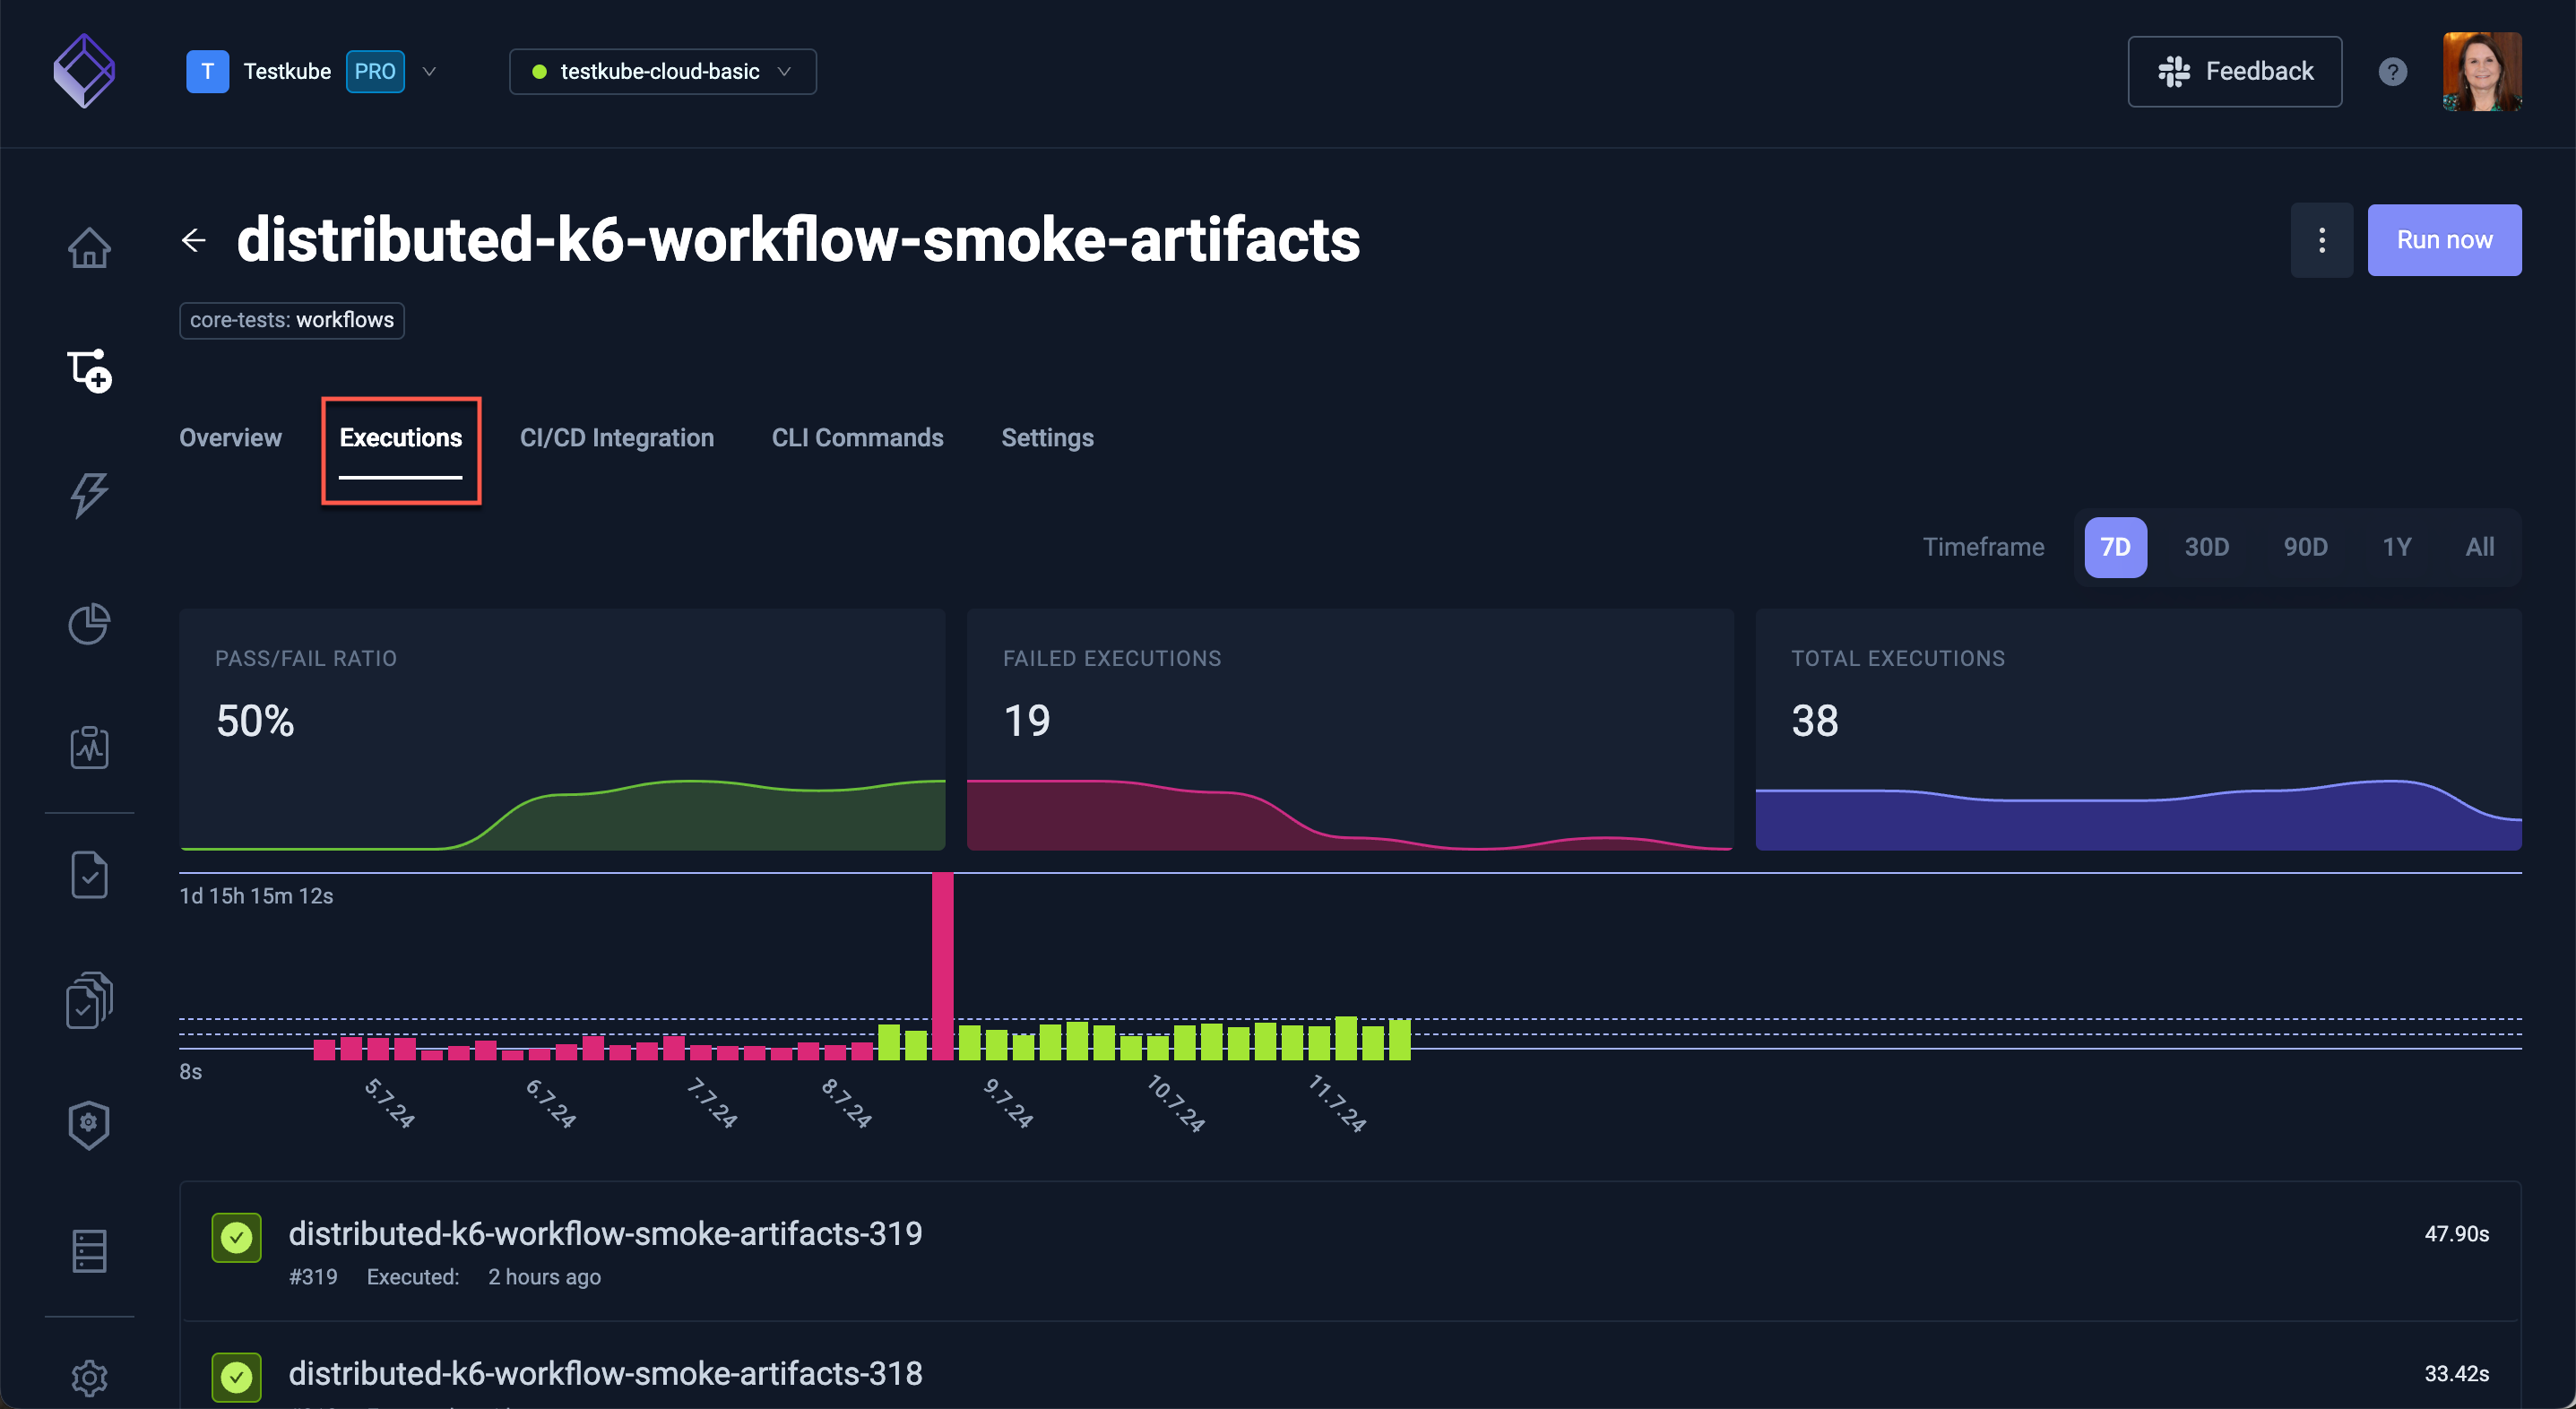 T Testkube PRO testkube-cloud-basic Feedback ?
distributed-k6-workflow-smoke-artifacts Run now
core-tests: workflows
Overview Executions CI/CD Integration CLI Commands Settings
Timeframe 7D 30D 90D 1Y All
PASS/FAIL RATIO FAILED EXECUTIONS TOTAL EXECUTIONS
50% 19 38
1d 15h 15m 12s
8s
5.7.24 6.7.24 7.7.24 8.7.24 9.7.24 10.7.24 11.7.24
distributed-k6-workflow-smoke-artifacts-319 47.90s
#319 Executed: 2 hours ago
distributed-k6-workflow-smoke-artifacts-318 33.42s